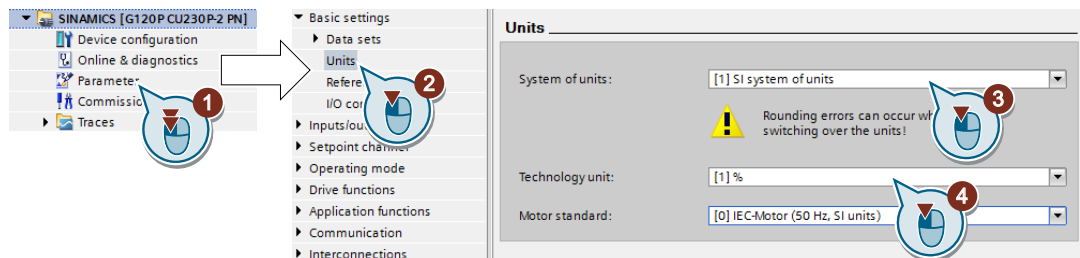 SINAMICS [G120P CU230P-2 PN]
Device configuration
Online & diagnostics
Parameter
Commissio
Traces
1
Basic settings
Data sets
Units
Refere
I/O co
Inputs/ou
Setpoint chann
Operating mode
Drive functions
Application functions
Communication
Interconnections
2
Units
System of units:
[1] SI system of units
3
Rounding errors can occur wh
switching over the units!
Technology unit:
[1] %
4
Motor standard:
[0] IEC-Motor (50 Hz, SI units)